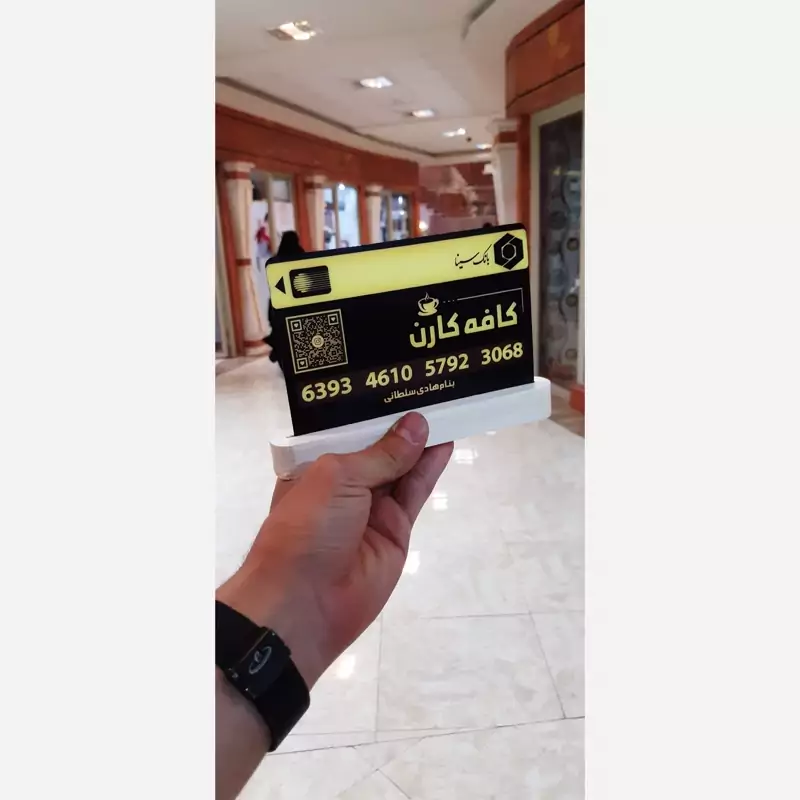 بانک سینا
کافه کارن
6393 4610 5792 3068
بنام هادی سلطانی